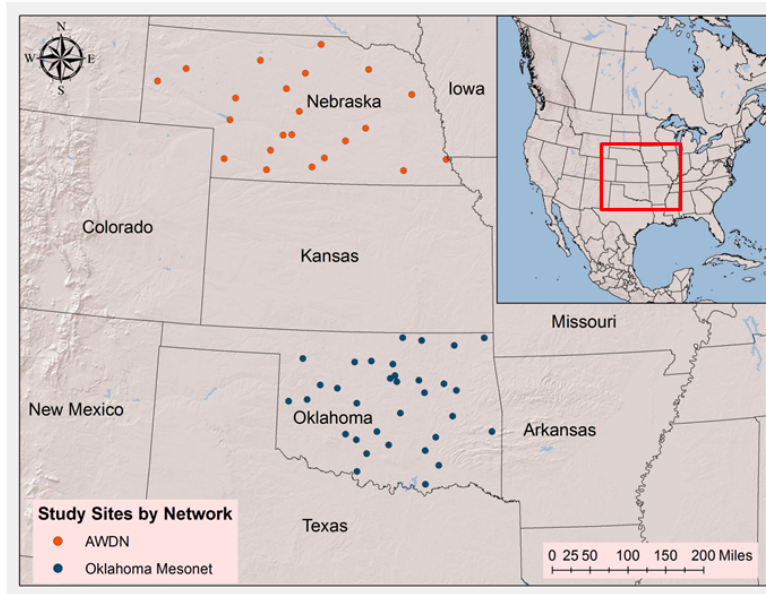 N
W E
S
Nebraska
Iowa
Colorado
Kansas
Missouri
New Mexico
Oklahoma
Arkansas
Texas
Study Sites by Network
AWDN
Oklahoma Mesonet
0 25 50 100 150 200 Miles